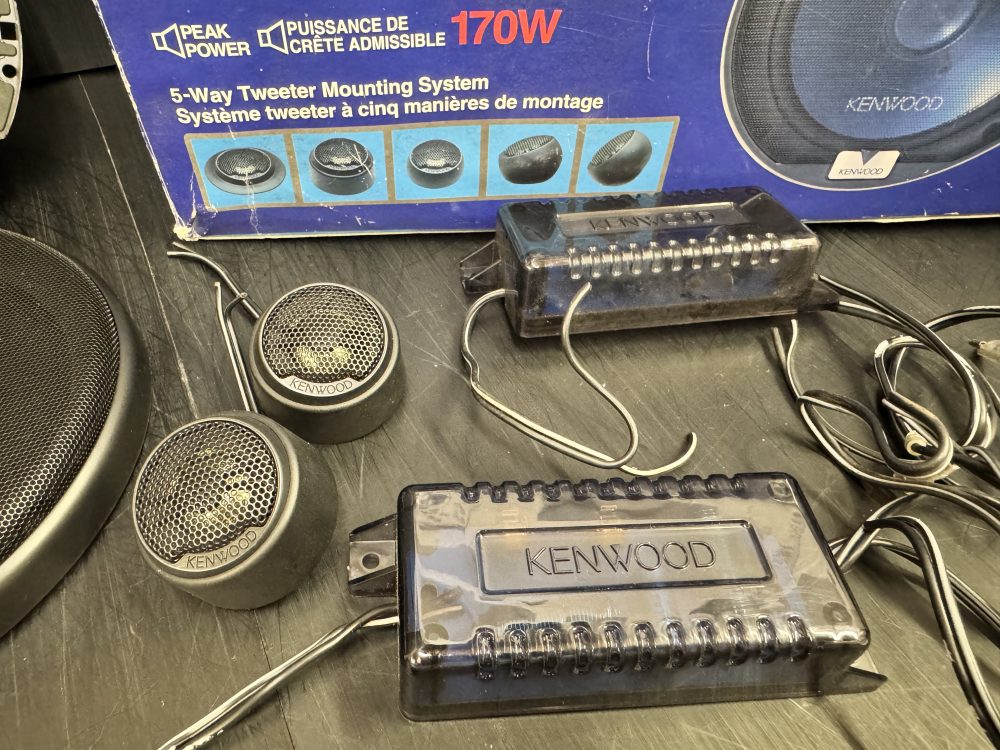 PEAK
POWER
PUISSANCE DE
CRÊTE ADMISSIBLE
170W
5-Way Tweeter Mounting System
Système tweeter à cinq manières de montage
KENWOOD
KENWOOD
KENWOOD
KENWOOD
KENWOOD
KENWOOD